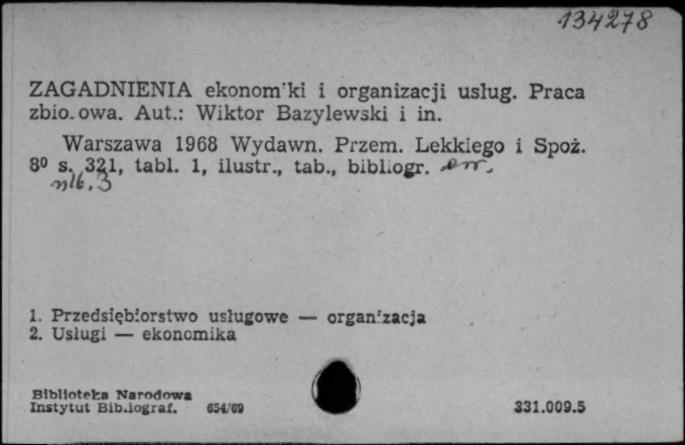 134278
ZAGADNIENIA ekonom'ki i organizacji usług. Praca
zbio.owa. Aut.: Wiktor Bazylewski i in.
Warszawa 1968 Wydawn. Przem. Lekkiego i Spoż.
8⁰ s. 321, tabl. 1, ilustr., tab., bibliogr.
nlb. 3
1. Przedsiębiorstwo usługowe — organ'zacja
2. Usługi — ekonomika
Biblioteka Narodowa
Instytut Bib.iograf. 654/69 331.009.5